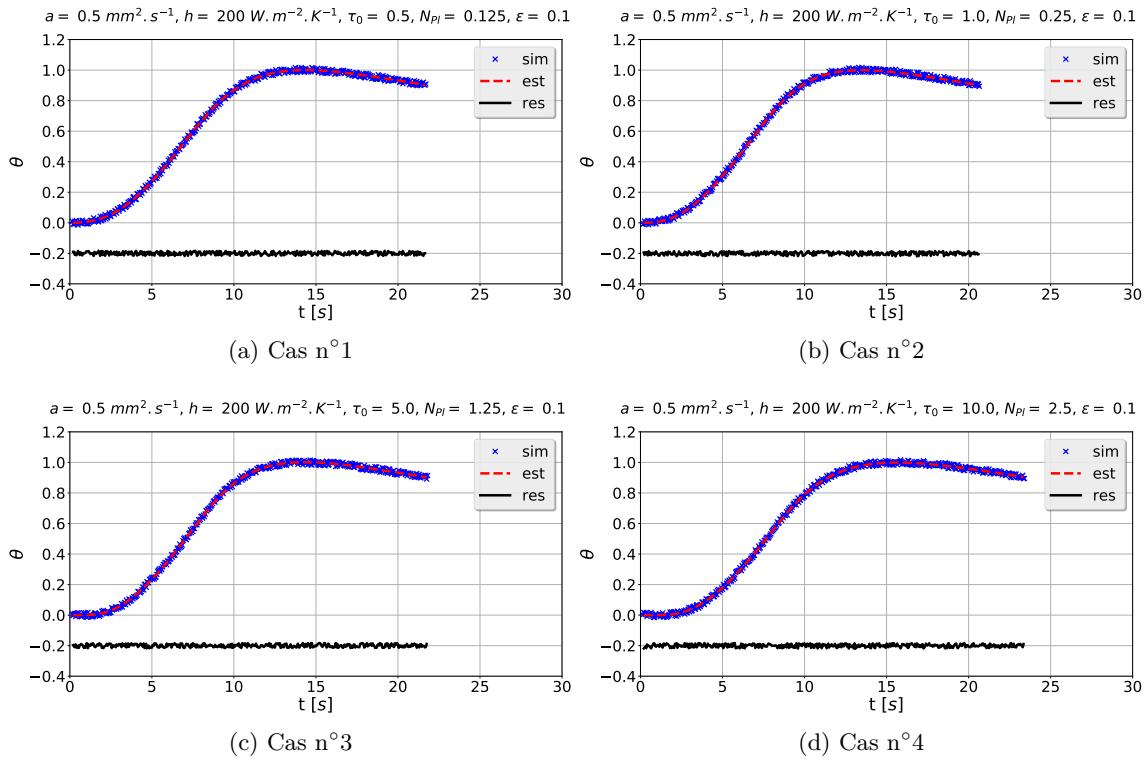 a = 0.5 mm².s⁻¹, h = 200 W.m⁻².K⁻¹, τ₀ = 0.5, N_Pl = 0.125, ε = 0.1
1.2
1.0
0.8
0.6
0.4
0.2
0.0
−0.2
−0.4
θ
sim
est
res
0 5 10 15 20 25 30
t [s]
(a) Cas n°1
a = 0.5 mm².s⁻¹, h = 200 W.m⁻².K⁻¹, τ₀ = 1.0, N_Pl = 0.25, ε = 0.1
1.2
1.0
0.8
0.6
0.4
0.2
0.0
−0.2
−0.4
θ
sim
est
res
0 5 10 15 20 25 30
t [s]
(b) Cas n°2
a = 0.5 mm².s⁻¹, h = 200 W.m⁻².K⁻¹, τ₀ = 5.0, N_Pl = 1.25, ε = 0.1
1.2
1.0
0.8
0.6
0.4
0.2
0.0
−0.2
−0.4
θ
sim
est
res
0 5 10 15 20 25 30
t [s]
(c) Cas n°3
a = 0.5 mm².s⁻¹, h = 200 W.m⁻².K⁻¹, τ₀ = 10.0, N_Pl = 2.5, ε = 0.1
1.2
1.0
0.8
0.6
0.4
0.2
0.0
−0.2
−0.4
θ
sim
est
res
0 5 10 15 20 25 30
t [s]
(d) Cas n°4